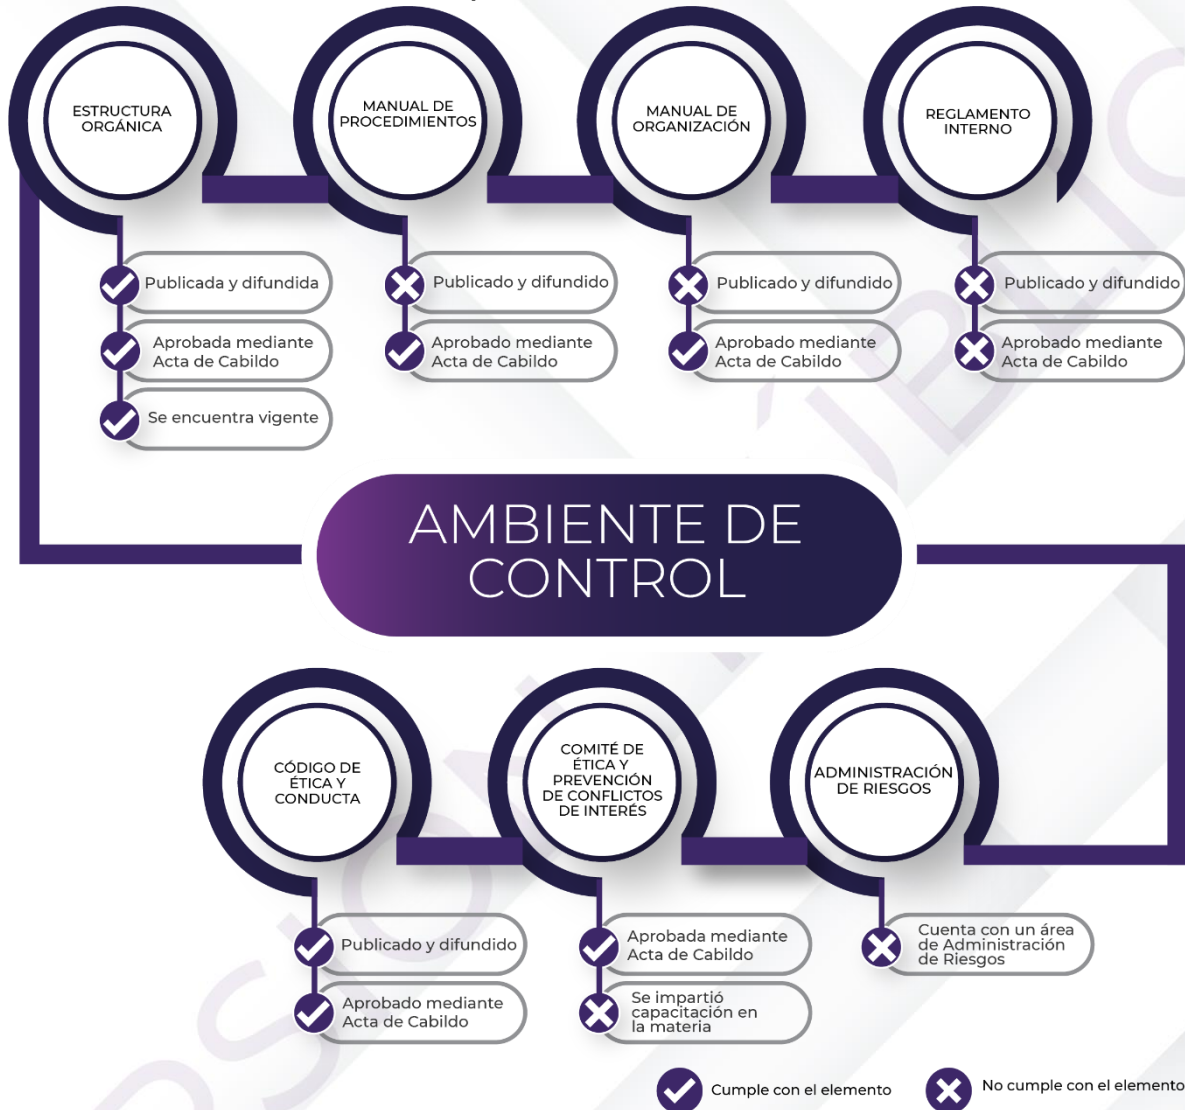 ESTRUCTURA
ORGÁNICA
MANUAL DE
PROCEDIMIENTOS
MANUAL DE
ORGANIZACIÓN
REGLAMENTO
INTERNO
Publicada y difundida
Aprobada mediante
Acta de Cabildo
Se encuentra vigente
Publicado y difundido
Aprobado mediante
Acta de Cabildo
Publicado y difundido
Aprobado mediante
Acta de Cabildo
Publicado y difundido
Aprobado mediante
Acta de Cabildo
AMBIENTE DE
CONTROL
CÓDIGO DE
ÉTICA Y
CONDUCTA
COMITÉ DE
ÉTICA Y
PREVENCIÓN
DE CONFLICTOS
DE INTERÉS
ADMINISTRACIÓN
DE RIESGOS
Publicado y difundido
Aprobado mediante
Acta de Cabildo
Aprobada mediante
Acta de Cabildo
Se impartió
capacitación en
la materia
Cuenta con un área
de Administración
de Riesgos
Cumple con el elemento
No cumple con el elemento